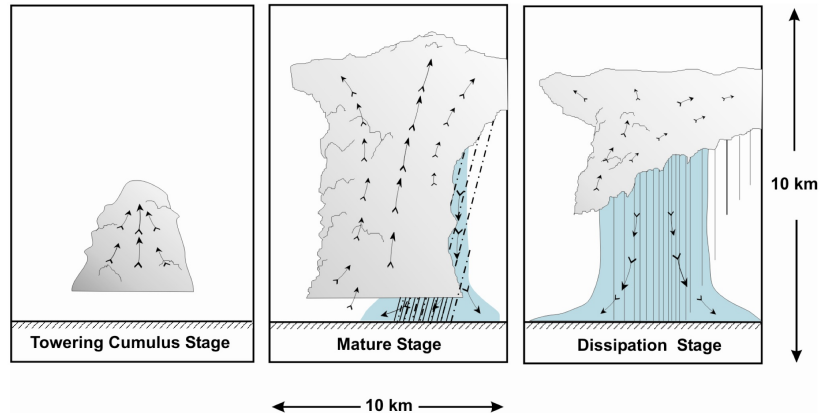 10 km
Towering Cumulus Stage
Mature Stage
Dissipation Stage
10 km